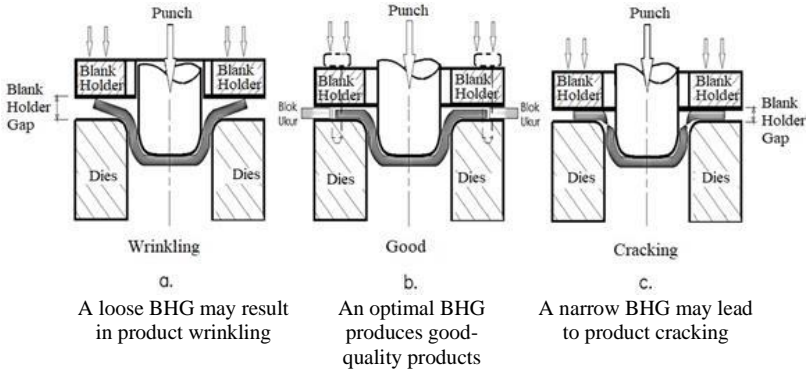 Punch
Blank Holder
Blank Holder
Blank Holder Gap
Dies
Dies
Wrinkling
a.
A loose BHG may result
in product wrinkling
Punch
Blank Holder
Blank Holder
Blok Ukur
Blok Ukur
Dies
Dies
Good
b.
An optimal BHG
produces good-
quality products
Punch
Blank Holder
Blank Holder
Blank Holder Gap
Dies
Dies
Cracking
c.
A narrow BHG may lead
to product cracking